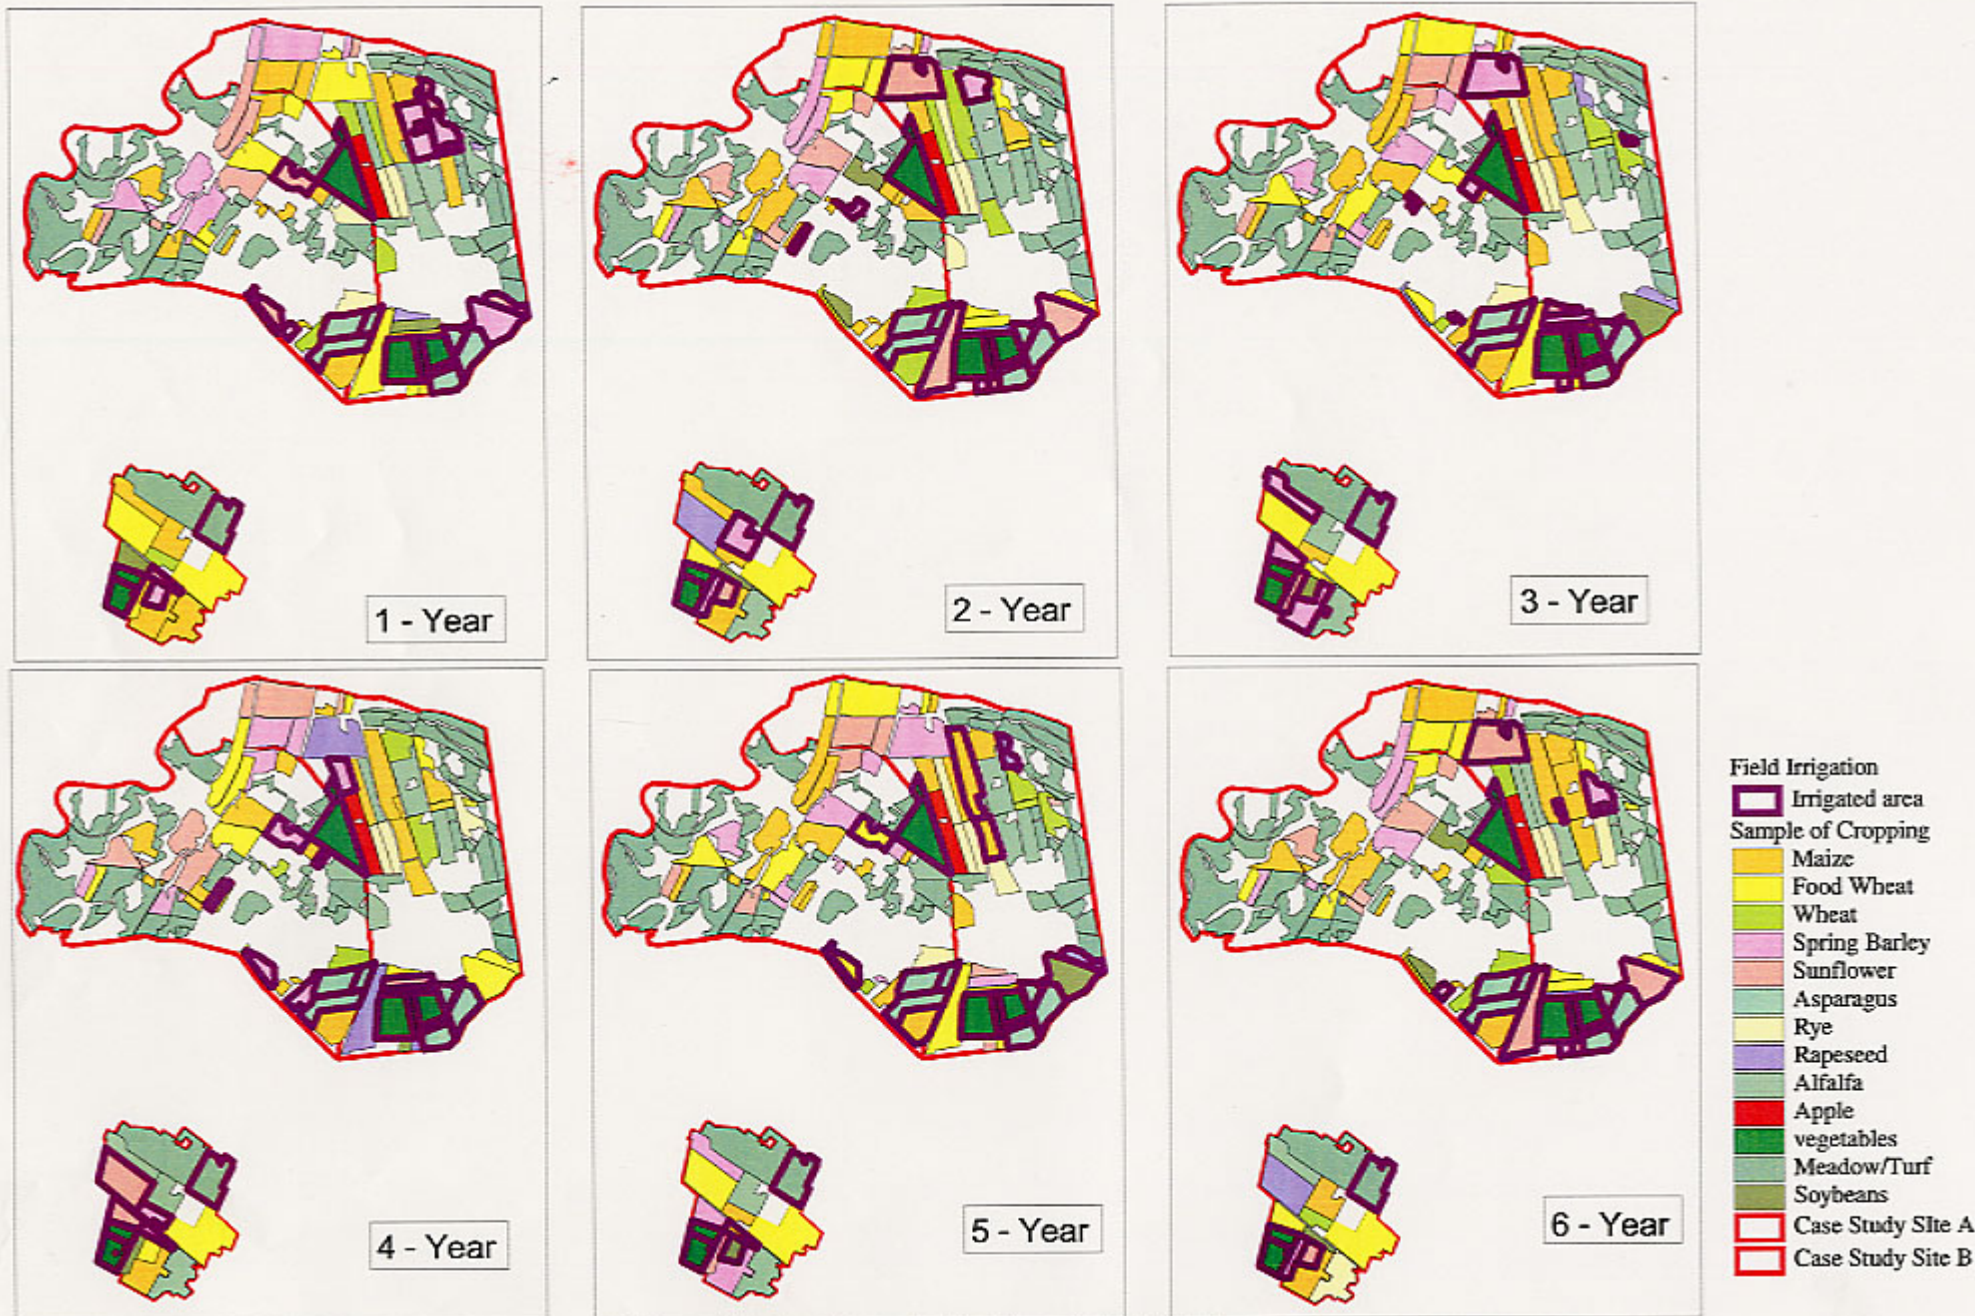 1 - Year
2 - Year
3 - Year
4 - Year
5 - Year
6 - Year
Field Irrigation
Irrigated area
Sample of Cropping
Maize
Food Wheat
Wheat
Spring Barley
Sunflower
Asparagus
Rye
Rapeseed
Alfalfa
Apple
vegetables
Meadow/Turf
Soybeans
Case Study SIte A
Case Study Site B